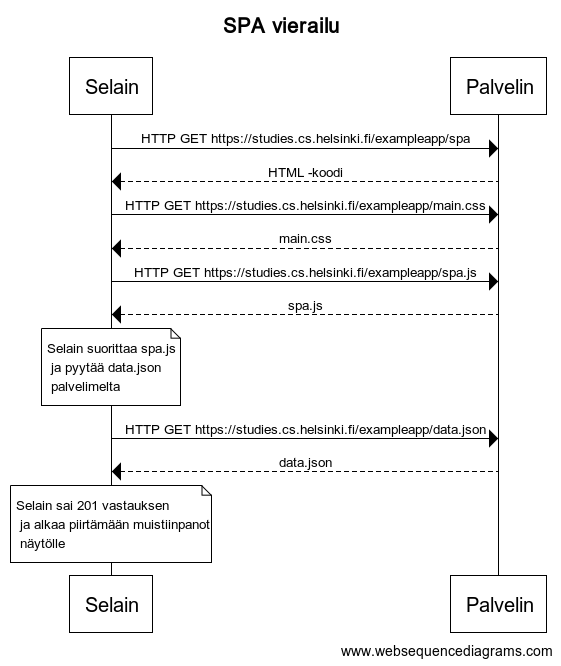 SPA vierailu
Selain
Palvelin
HTTP GET https://studies.cs.helsinki.fi/exampleapp/spa
HTML -koodi
HTTP GET https://studies.cs.helsinki.fi/exampleapp/main.css
main.css
HTTP GET https://studies.cs.helsinki.fi/exampleapp/spa.js
spa.js
Selain suorittaa spa.js
ja pyytää data.json
palvelimelta
HTTP GET https://studies.cs.helsinki.fi/exampleapp/data.json
data.json
Selain sai 201 vastauksen
ja alkaa piirtämään muistiinpanot
näytölle
Selain
Palvelin
www.websequencediagrams.com